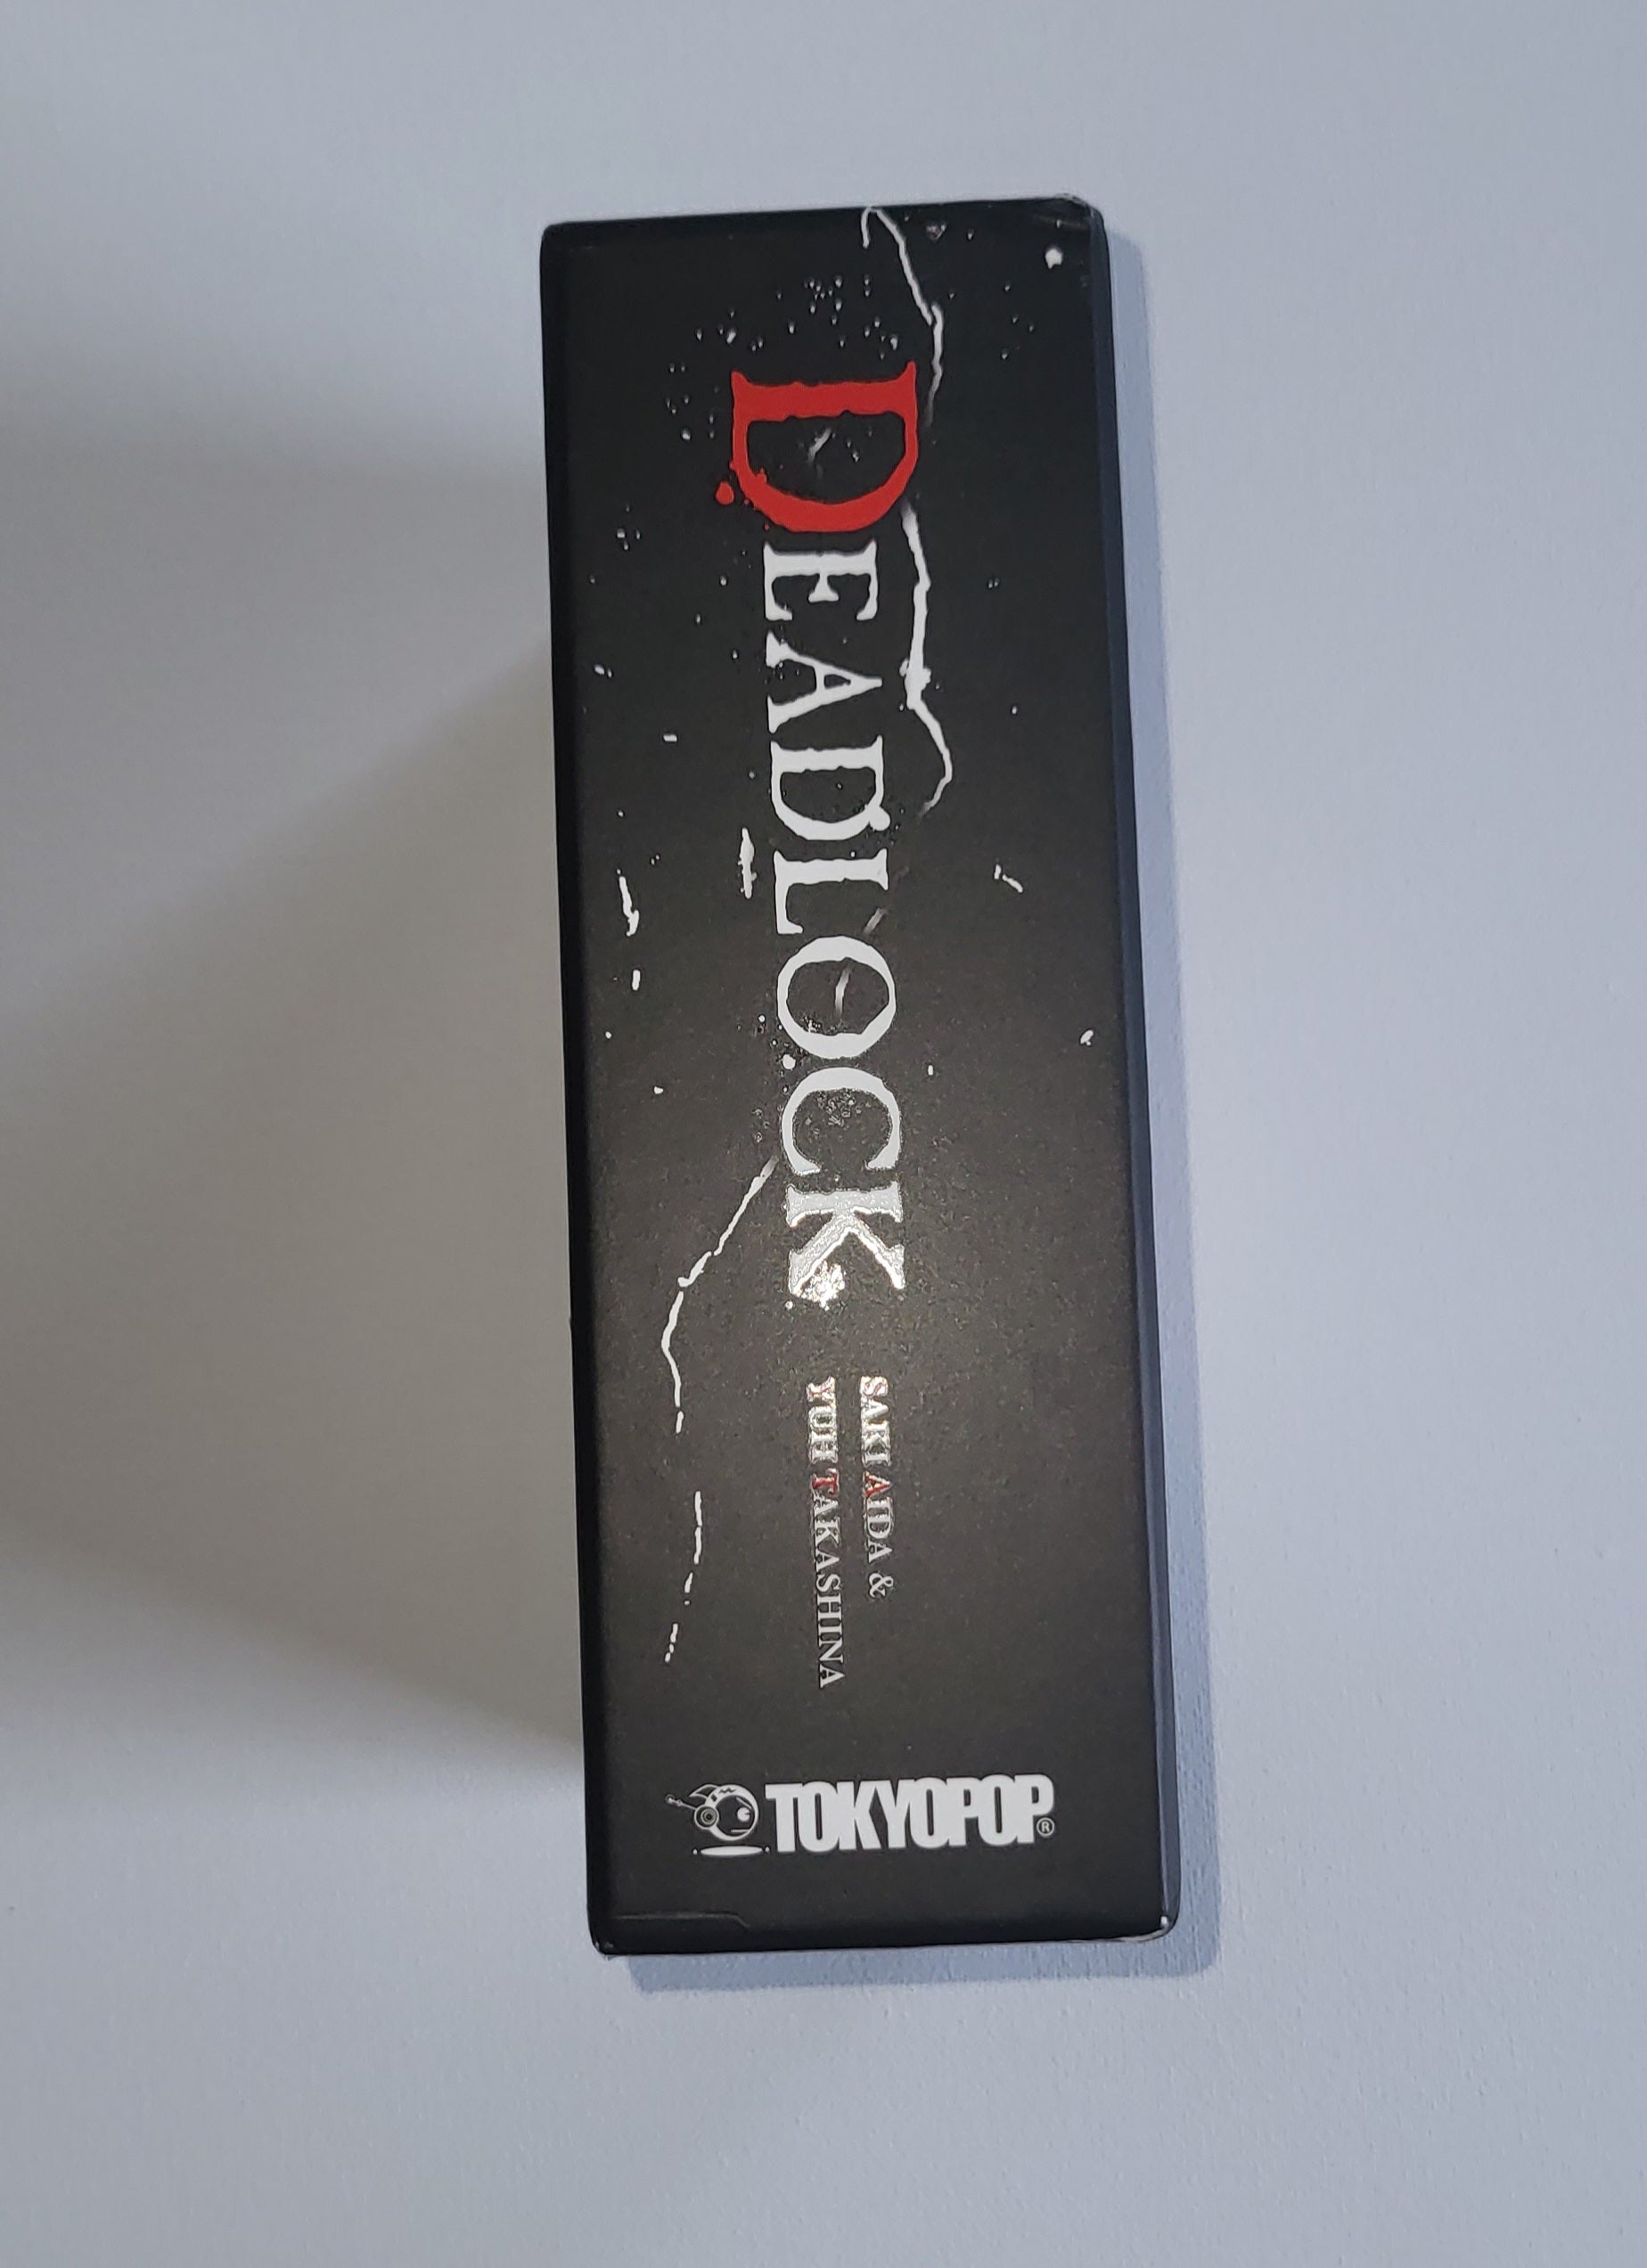 DEADLOCK
SAKI AIDA &
YUH TAKASHINA
TOKYOPOP®